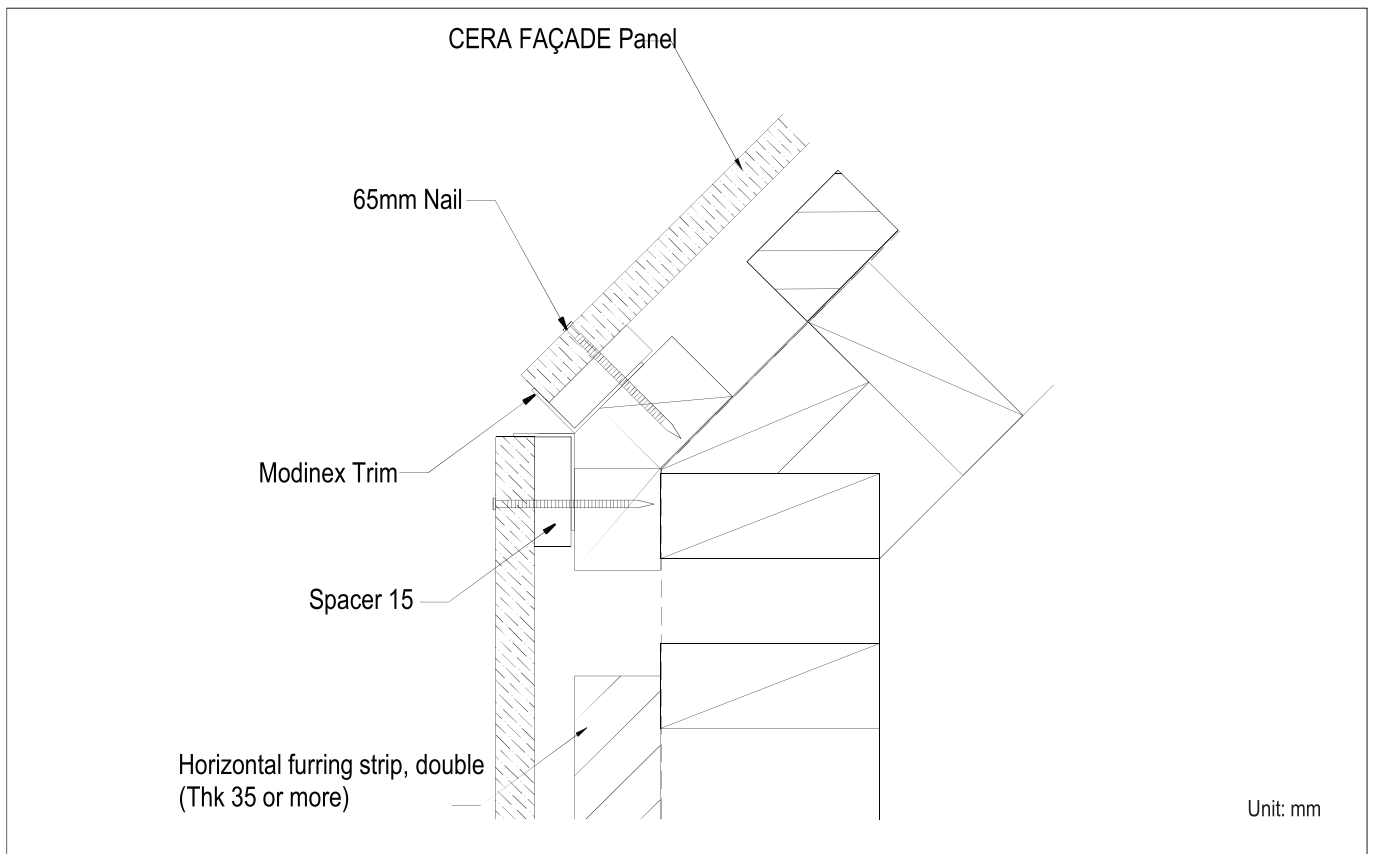 CERA FAÇADE Panel
65mm Nail
Modinex Trim
Spacer 15
Horizontal furring strip, double
(Thk 35 or more)
Unit: mm